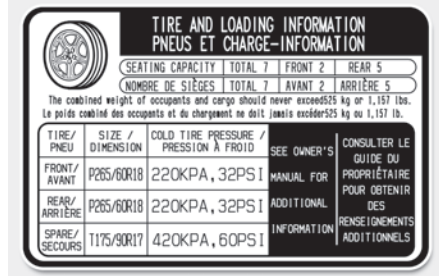 TIRE AND LOADING INFORMATION
PNEUS ET CHARGE-INFORMATION
SEATING CAPACITY TOTAL 7 FRONT 2 REAR 5
NOMBRE DE SIÈGES TOTAL 7 AVANT 2 ARRIÈRE 5
The combined weight of occupants and cargo should never exceed525 kg or 1,157 lbs.
Le poids combiné des occupants et du chargement ne doit jamais excéder525 kg ou 1,157 lb.
TIRE/ PNEU
SIZE / DIMENSION
COLD TIRE PRESSURE / PRESSION À FROID
FRONT/ AVANT
P265/60R18
220KPA,32PSI
REAR/ ARRIÈRE
P265/60R18
220KPA,32PSI
SPARE/ SECOURS
T175/90R17
420KPA,60PSI
SEE OWNER'S
MANUAL FOR
ADDITIONAL
INFORMATION
CONSULTER LE
GUIDE DU
PROPRIÉTAIRE
POUR OBTENIR
DES
RENSEIGNEMENTS
ADDITIONNELS